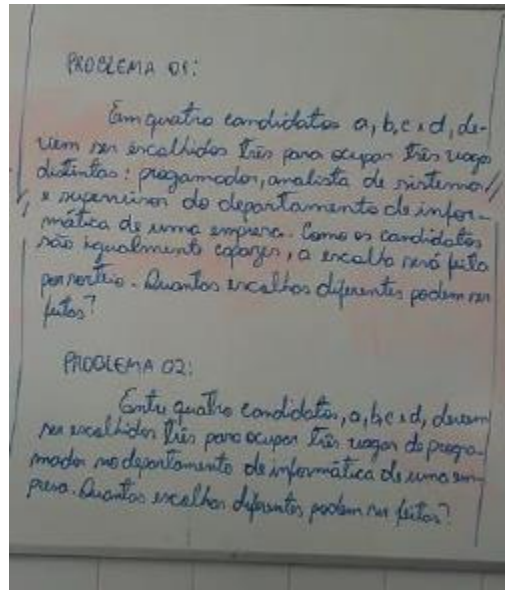 PROBLEMA 01:
Em quatro candidatos a, b, c e d, de-
vem ser escolhidos três para ocupar três vagas
distintas: progamador, analista de sistemas
e supervisor do departamento de infor-
mática de uma empresa. Como os candidatos
são igualmente capazes, a escolha será feita
por sorteio. Quantas escolhas diferentes podem ser
feitas?
PROBLEMA 02:
Entre quatro candidatos, a, b, c e d, devem
ser escolhidos três para ocupar três vagas de progra-
mador no departamento de informática de uma em-
presa. Quantas escolhas diferentes podem ser feitas?